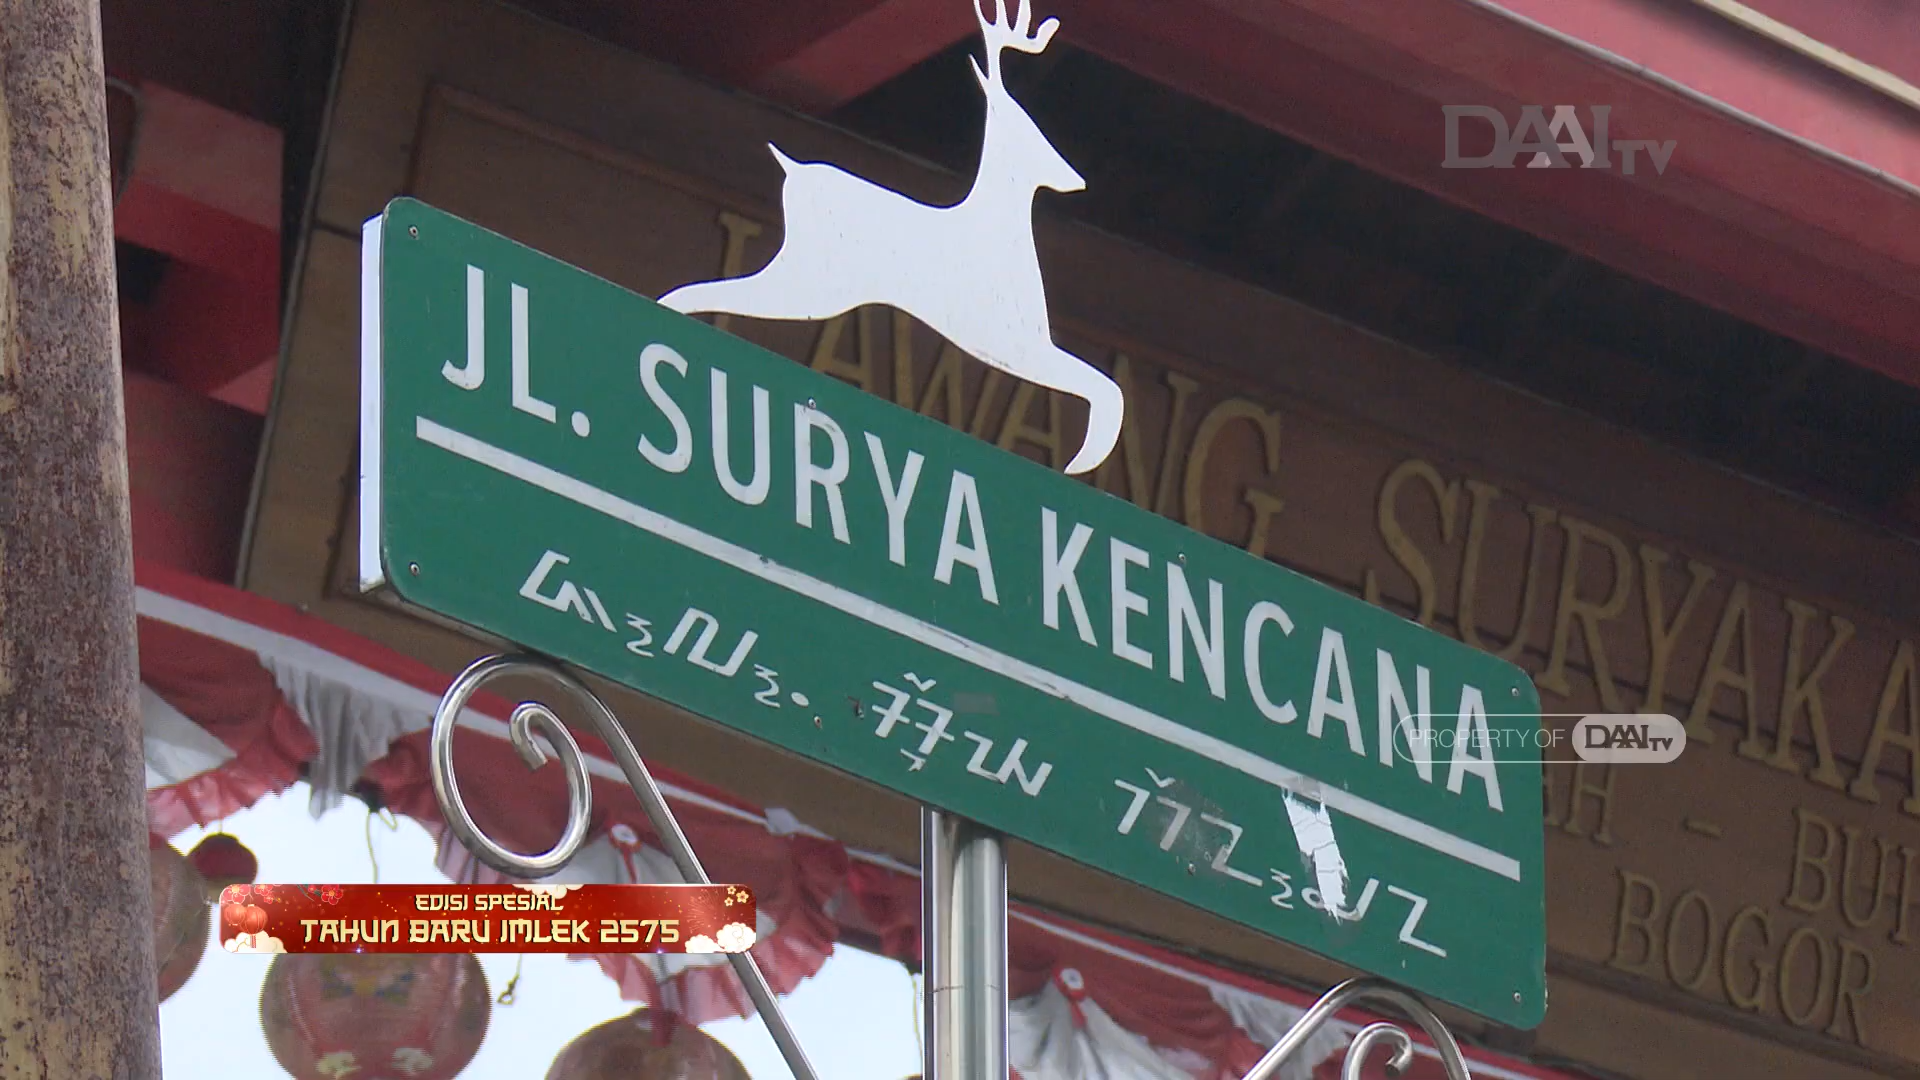 DAAI TV
LAWANG SURYAKA
JL. SURYA KENCANA
ᮏ᮪ᮜ᮪. ᮞᮥᮁᮚ ᮊᮨᮔ᮪ᮎᮔ
PROPERTY OF DAAI TV
BOGOR
EDISI SPESIAL
TAHUN BARU IMLEK 2575